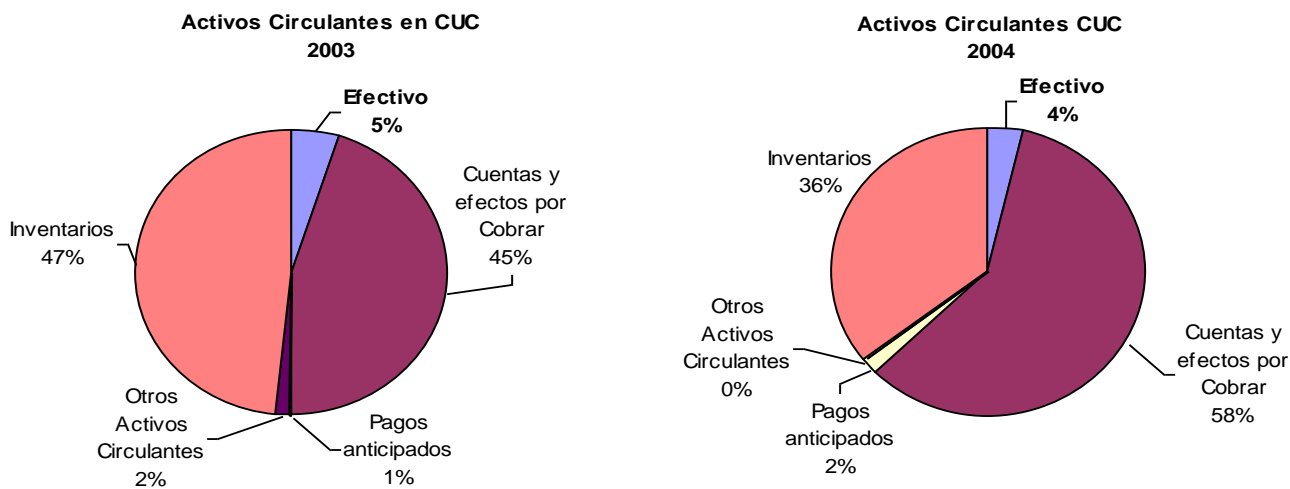 Activos Circulantes en CUC
2003
Efectivo
5%
Cuentas y
efectos por
Cobrar
45%
Inventarios
47%
Otros
Activos
Circulantes
2%
Pagos
anticipados
1%
Activos Circulantes CUC
2004
Efectivo
4%
Inventarios
36%
Otros
Activos
Circulantes
0%
Pagos
anticipados
2%
Cuentas y
efectos por
Cobrar
58%